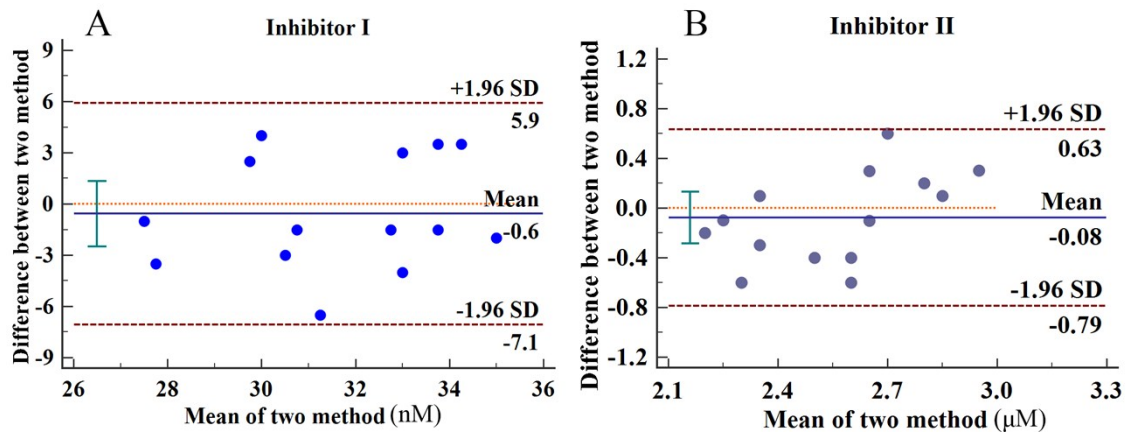 A
Inhibitor I
Difference between two method
9
6
3
0
-3
-6
-9
+1.96 SD
5.9
Mean
-0.6
-1.96 SD
-7.1
26
28
30
32
34
36
Mean of two method (nM)
B
Inhibitor II
Difference between two method
1.2
0.8
0.4
0.0
-0.4
-0.8
-1.2
+1.96 SD
0.63
Mean
-0.08
-1.96 SD
-0.79
2.1
2.4
2.7
3.0
3.3
Mean of two method (μM)